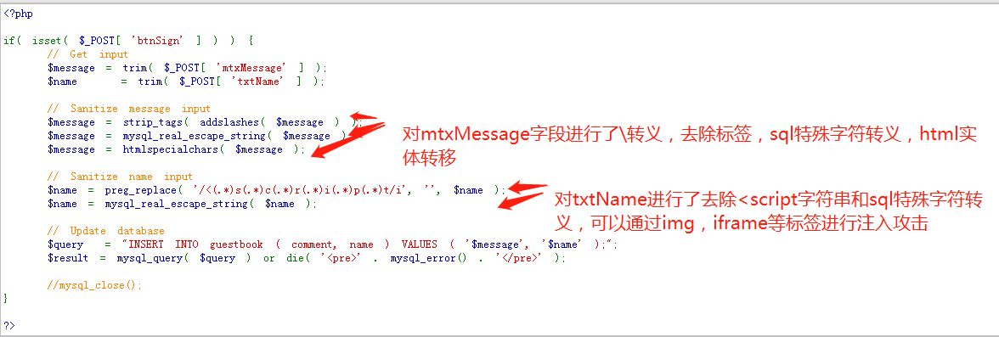 <?php
if( isset( $_POST[ 'btnSign' ] ) ) {
// Get input
$message = trim( $_POST[ 'mtxMessage' ] );
$name = trim( $_POST[ 'txtName' ] );
// Sanitize message input
$message = strip_tags( addslashes( $message ) );
$message = mysql_real_escape_string( $message )
$message = htmlspecialchars( $message );
对mtxMessage字段进行了\转义，去除标签，sql特殊字符转义，html实
体转移
// Sanitize name input
$name = preg_replace( '/<(.*)s(.*)c(.*)r(.*)i(.*)p(.*)t/i', '', $name );
$name = mysql_real_escape_string( $name );
对txtName进行了去除<script字符串和sql特殊字符转
义，可以通过img，iframe等标签进行注入攻击
// Update database
$query = "INSERT INTO guestbook ( comment, name ) VALUES ( '$message', '$name' );";
$result = mysql_query( $query ) or die( '<pre>' . mysql_error() . '</pre>' );
//mysql_close();
}
?>